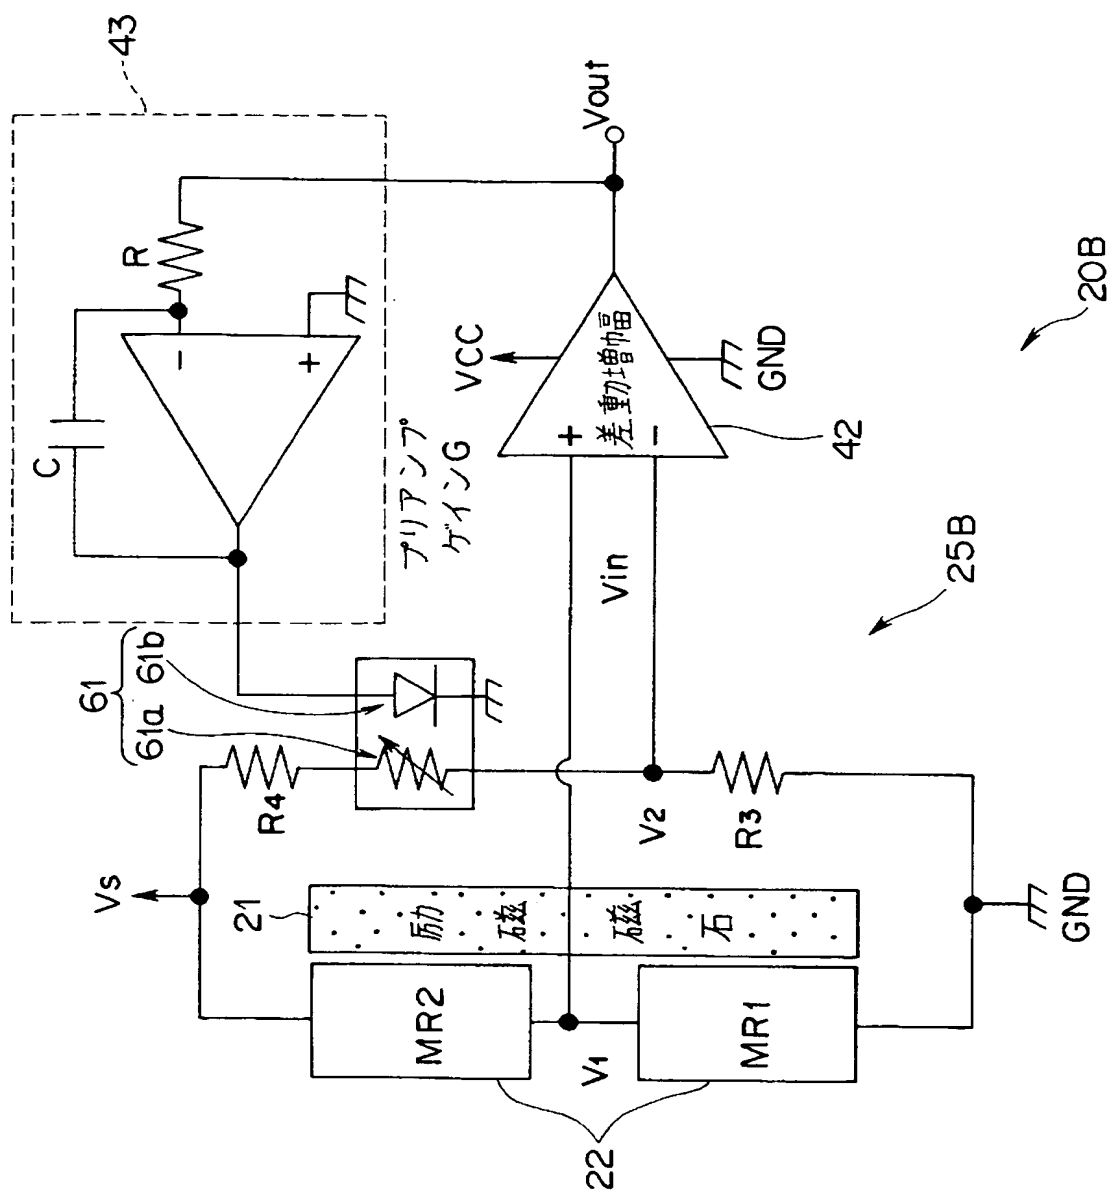 43
R
C
－
＋
Vout
VCC
差動増幅
＋
－
GND
42
プリアンプ
ゲインG
20B
25B
Vin
61
61a
61b
R4
V2
R3
Vs
21
励磁磁石
GND
MR2
V1
MR1
22